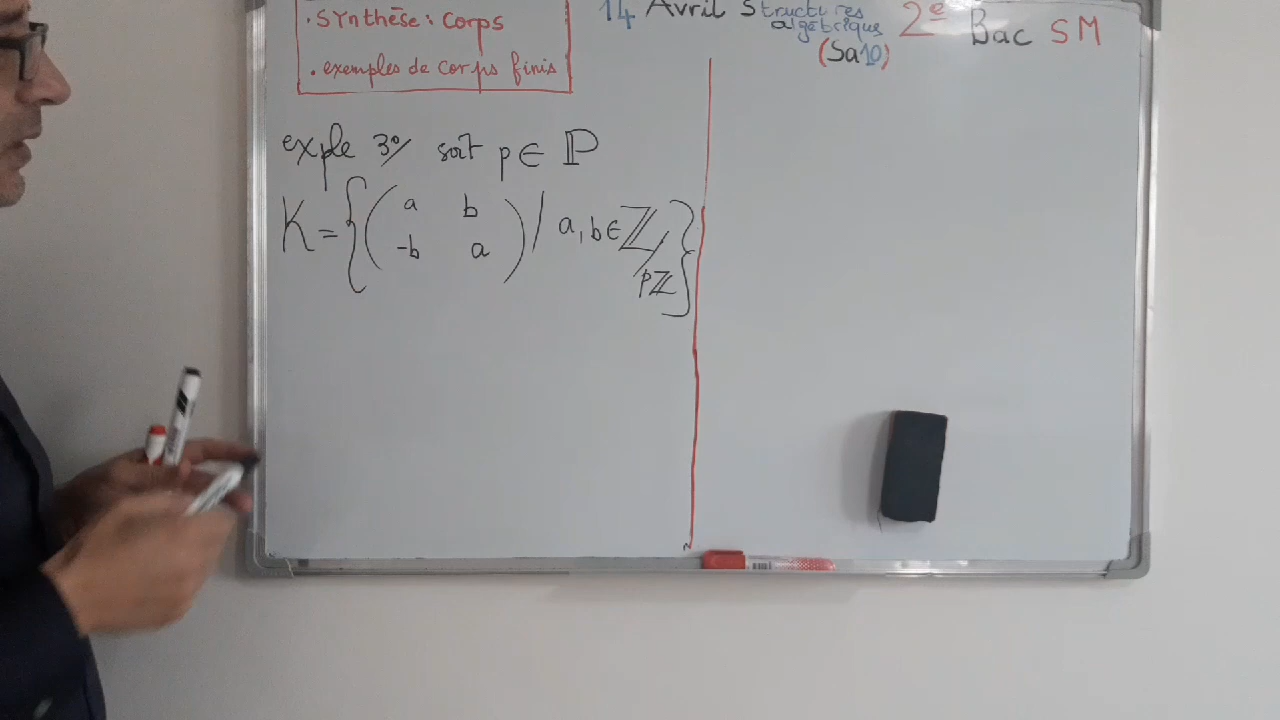 . synthèse : corps
. exemples de corps finis
14 Avril Structures
algébriques
(Sa10)
2e Bac SM
exple 3°/ soit p ∈ ℙ
K = { ( a b
-b a ) / a, b ∈ ℤ/pℤ }